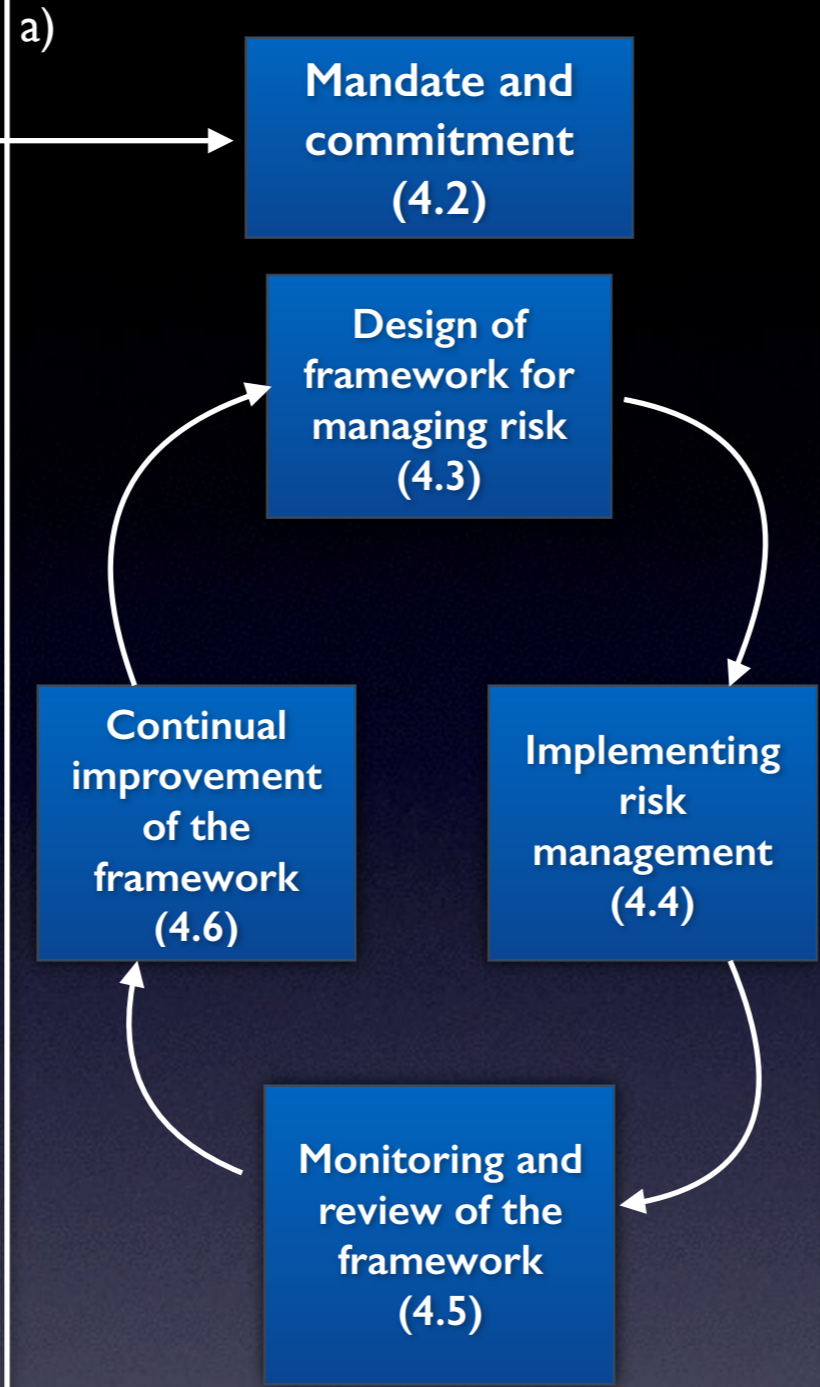 a)
Mandate and
commitment
(4.2)
Design of
framework for
managing risk
(4.3)
Implementing
risk
management
(4.4)
Monitoring and
review of the
framework
(4.5)
Continual
improvement
of the
framework
(4.6)